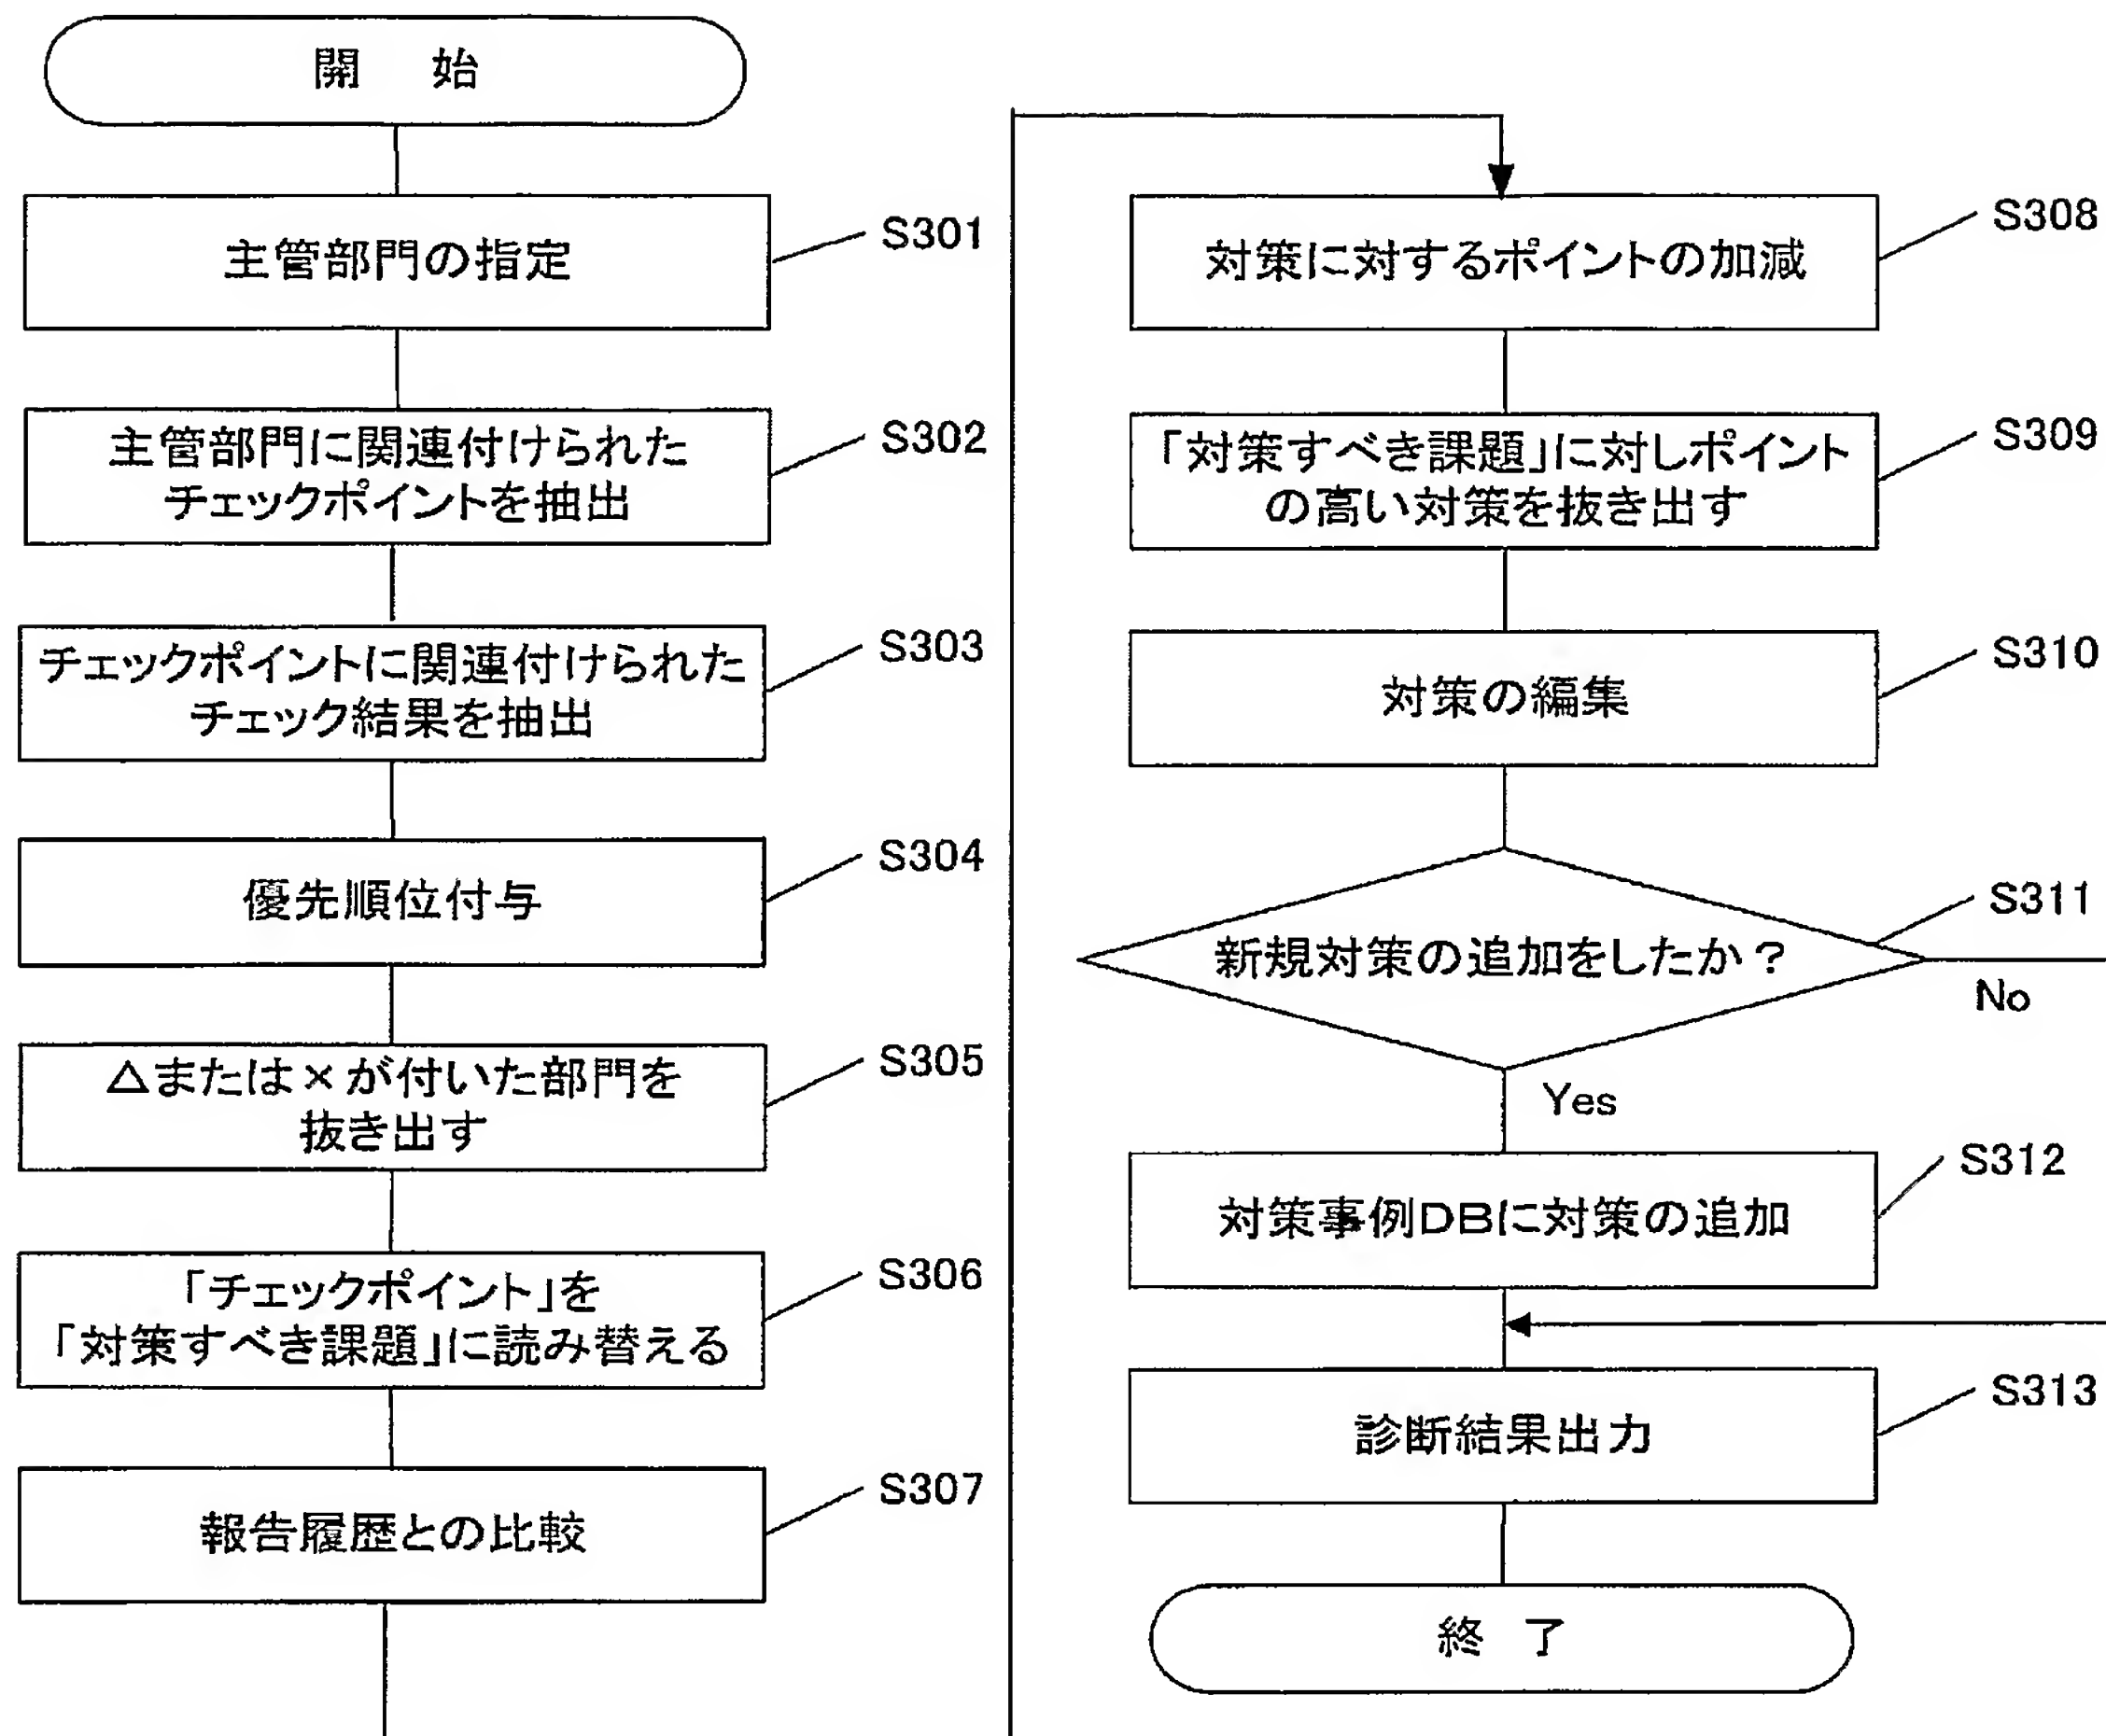 開 始
主管部門の指定
S301
主管部門に関連付けられた
チェックポイントを抽出
S302
チェックポイントに関連付けられた
チェック結果を抽出
S303
優先順位付与
S304
△または×が付いた部門を
抜き出す
S305
「チェックポイント」を
「対策すべき課題」に読み替える
S306
報告履歴との比較
S307
対策に対するポイントの加減
S308
「対策すべき課題」に対しポイント
の高い対策を抜き出す
S309
対策の編集
S310
新規対策の追加をしたか？
S311
No
Yes
対策事例DBに対策の追加
S312
診断結果出力
S313
終 了